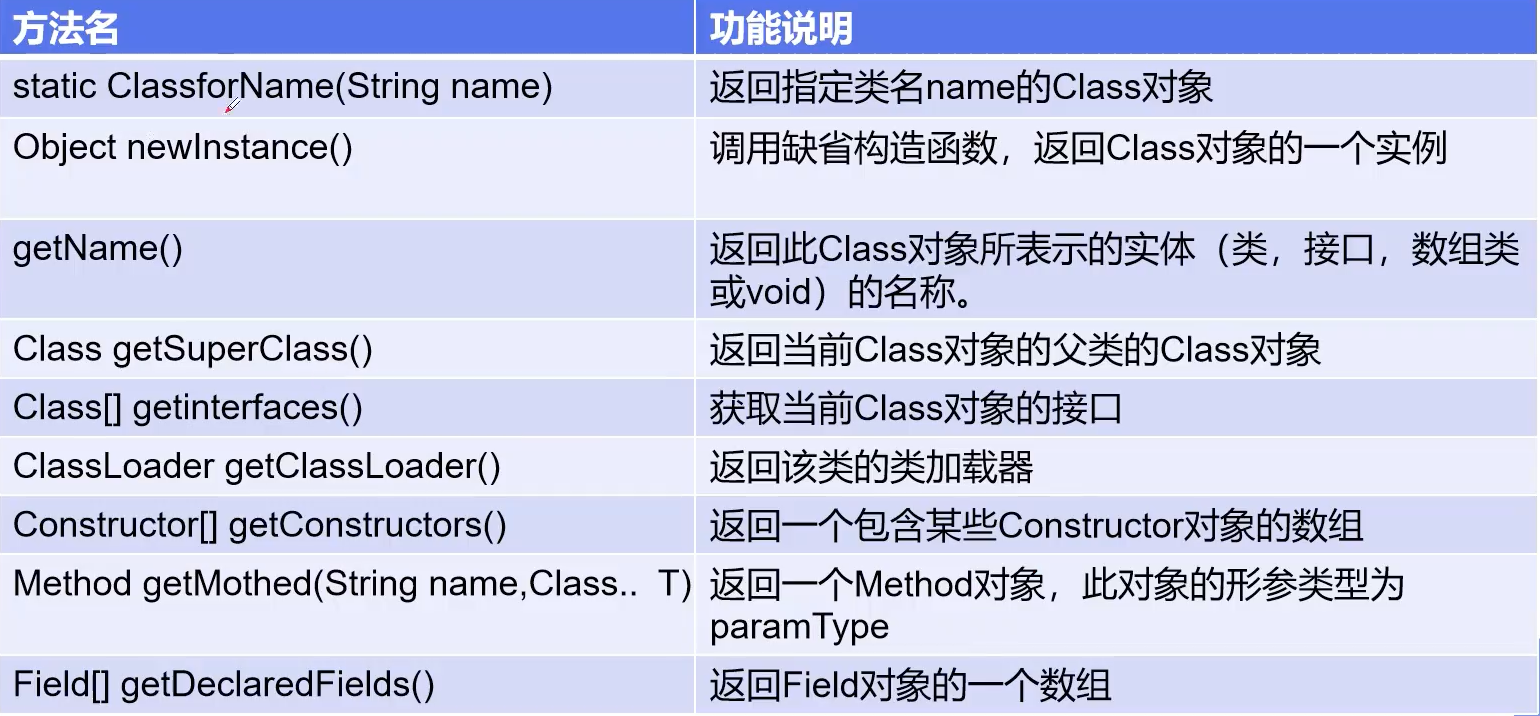 方法名
功能说明
static ClassforName(String name)
返回指定类名name的Class对象
Object newInstance()
调用缺省构造函数，返回Class对象的一个实例
getName()
返回此Class对象所表示的实体（类，接口，数组类
或void）的名称。
Class getSuperClass()
返回当前Class对象的父类的Class对象
Class[] getinterfaces()
获取当前Class对象的接口
ClassLoader getClassLoader()
返回该类的类加载器
Constructor[] getConstructors()
返回一个包含某些Constructor对象的数组
Method getMothed(String name,Class.. T)
返回一个Method对象，此对象的形参类型为
paramType
Field[] getDeclaredFields()
返回Field对象的一个数组